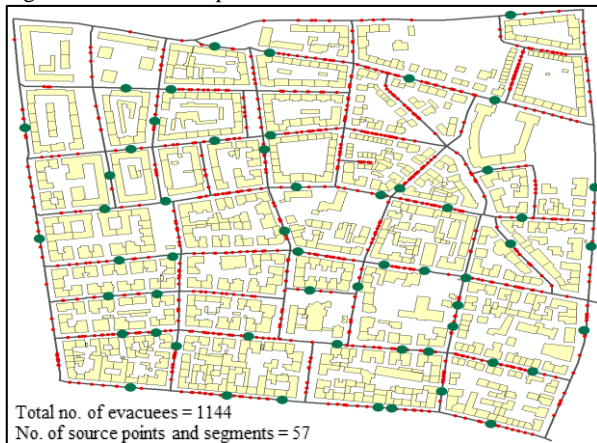 Total no. of evacuees = 1144
No. of source points and segments = 57